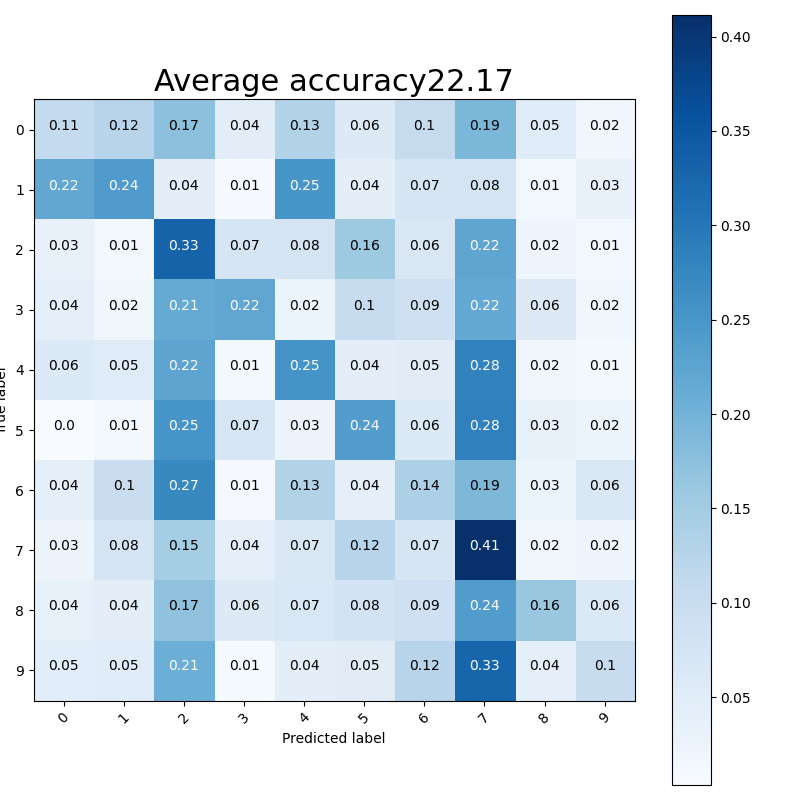 Average accuracy22.17
0 0.11 0.12 0.17 0.04 0.13 0.06 0.1 0.19 0.05 0.02
1 0.22 0.24 0.04 0.01 0.25 0.04 0.07 0.08 0.01 0.03
2 0.03 0.01 0.33 0.07 0.08 0.16 0.06 0.22 0.02 0.01
3 0.04 0.02 0.21 0.22 0.02 0.1 0.09 0.22 0.06 0.02
4 0.06 0.05 0.22 0.01 0.25 0.04 0.05 0.28 0.02 0.01
5 0.0 0.01 0.25 0.07 0.03 0.24 0.06 0.28 0.03 0.02
6 0.04 0.1 0.27 0.01 0.13 0.04 0.14 0.19 0.03 0.06
7 0.03 0.08 0.15 0.04 0.07 0.12 0.07 0.41 0.02 0.02
8 0.04 0.04 0.17 0.06 0.07 0.08 0.09 0.24 0.16 0.06
9 0.05 0.05 0.21 0.01 0.04 0.05 0.12 0.33 0.04 0.1
0 1 2 3 4 5 6 7 8 9
Predicted label
label
0.40
0.35
0.30
0.25
0.20
0.15
0.10
0.05